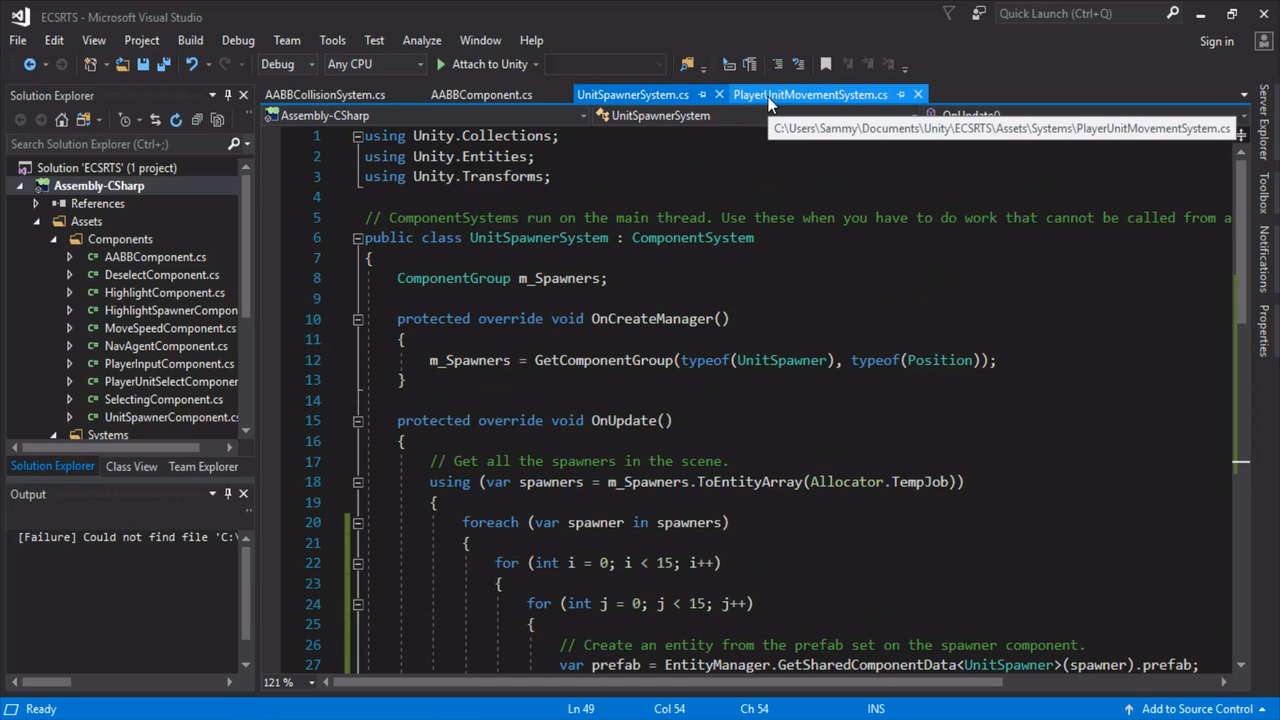 ECSRTS - Microsoft Visual Studio
Quick Launch (Ctrl+Q)
File Edit View Project Build Debug Team Tools Test Analyze Window Help
Sign in
Debug Any CPU Attach to Unity
Solution Explorer
AABBCollisionSystem.cs AABBComponent.cs UnitSpawnerSystem.cs PlayerUnitMovementSystem.cs
Assembly-CSharp UnitSpawnerSystem OnUpdate()
C:\Users\Sammy\Documents\Unity\ECSRTS\Assets\Systems\PlayerUnitMovementSystem.cs
Search Solution Explorer (Ctrl+;)
Solution 'ECSRTS' (1 project)
Assembly-CSharp
References
Assets
Components
AABBComponent.cs
DeselectComponent.cs
HighlightComponent.cs
HighlightSpawnerCompon
MoveSpeedComponent.cs
NavAgentComponent.cs
PlayerInputComponent.cs
PlayerUnitSelectComponent
SelectingComponent.cs
UnitSpawnerComponent.cs
Systems
Solution Explorer Class View Team Explorer
Output
[Failure] Could not find file 'C:\
1 using Unity.Collections;
2 using Unity.Entities;
3 using Unity.Transforms;
4
5 // ComponentSystems run on the main thread. Use these when you have to do work that cannot be called from a
6 public class UnitSpawnerSystem : ComponentSystem
7 {
8 ComponentGroup m_Spawners;
9
10 protected override void OnCreateManager()
11 {
12 m_Spawners = GetComponentGroup(typeof(UnitSpawner), typeof(Position));
13 }
14
15 protected override void OnUpdate()
16 {
17 // Get all the spawners in the scene.
18 using (var spawners = m_Spawners.ToEntityArray(Allocator.TempJob))
19 {
20 foreach (var spawner in spawners)
21 {
22 for (int i = 0; i < 15; i++)
23 {
24 for (int j = 0; j < 15; j++)
25 {
26 // Create an entity from the prefab set on the spawner component.
27 var prefab = EntityManager.GetSharedComponentData<UnitSpawner>(spawner).prefab;
121 %
Server Explorer
Toolbox
Notifications
Properties
Ready Ln 49 Col 54 Ch 54 INS Add to Source Control